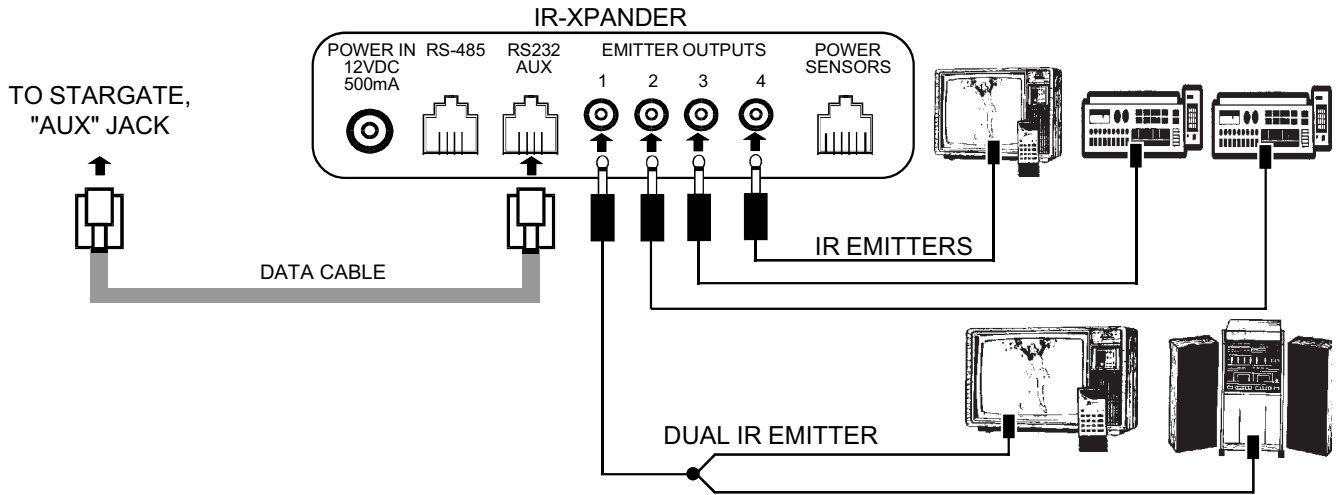 IR-XPANDER
POWER IN
12VDC
500mA
RS-485
RS232
AUX
EMITTER OUTPUTS
1 2 3 4
POWER
SENSORS
TO STARGATE,
"AUX" JACK
DATA CABLE
IR EMITTERS
DUAL IR EMITTER